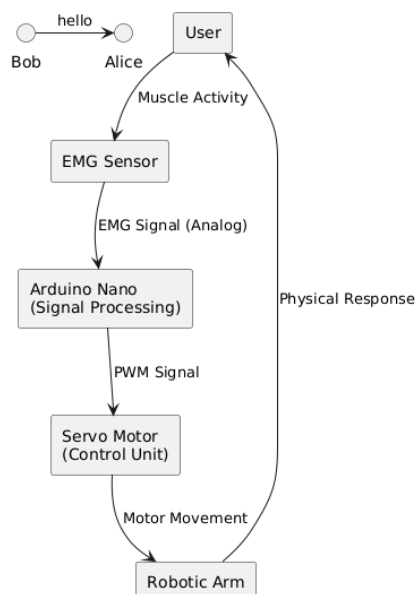 hello
Bob
Alice
User
Muscle Activity
EMG Sensor
EMG Signal (Analog)
Arduino Nano
(Signal Processing)
Physical Response
PWM Signal
Servo Motor
(Control Unit)
Motor Movement
Robotic Arm